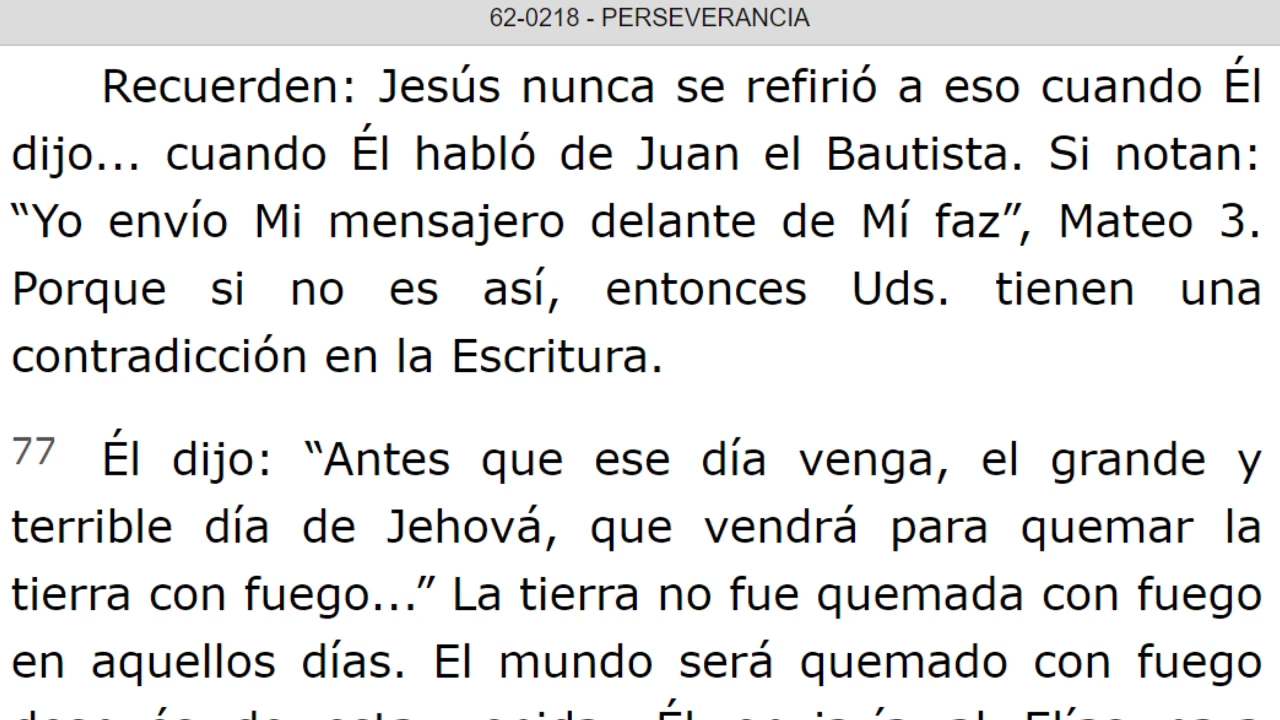 62-0218 - PERSEVERANCIA
Recuerden: Jesús nunca se refirió a eso cuando Él
dijo... cuando Él habló de Juan el Bautista. Si notan:
“Yo envío Mi mensajero delante de Mí faz”, Mateo 3.
Porque si no es así, entonces Uds. tienen una
contradicción en la Escritura.
77 Él dijo: “Antes que ese día venga, el grande y
terrible día de Jehová, que vendrá para quemar la
tierra con fuego...” La tierra no fue quemada con fuego
en aquellos días. El mundo será quemado con fuego